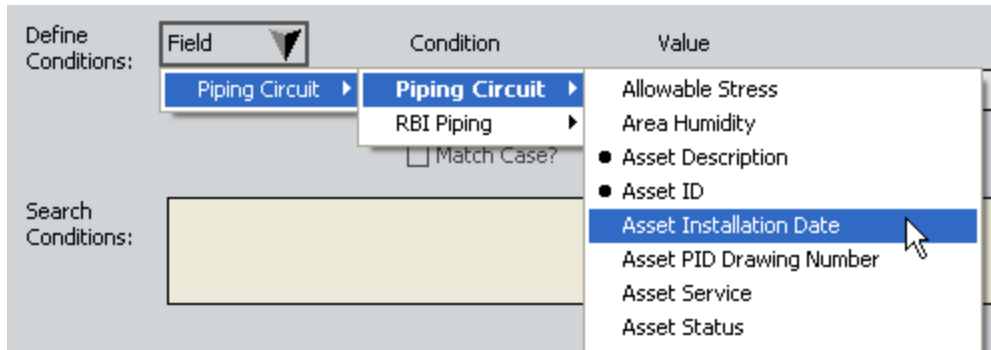 Define
Conditions:
Field
Condition
Value
Piping Circuit
Piping Circuit
RBI Piping
Match Case?
Allowable Stress
Area Humidity
Asset Description
Asset ID
Asset Installation Date
Asset PID Drawing Number
Asset Service
Asset Status
Search
Conditions: